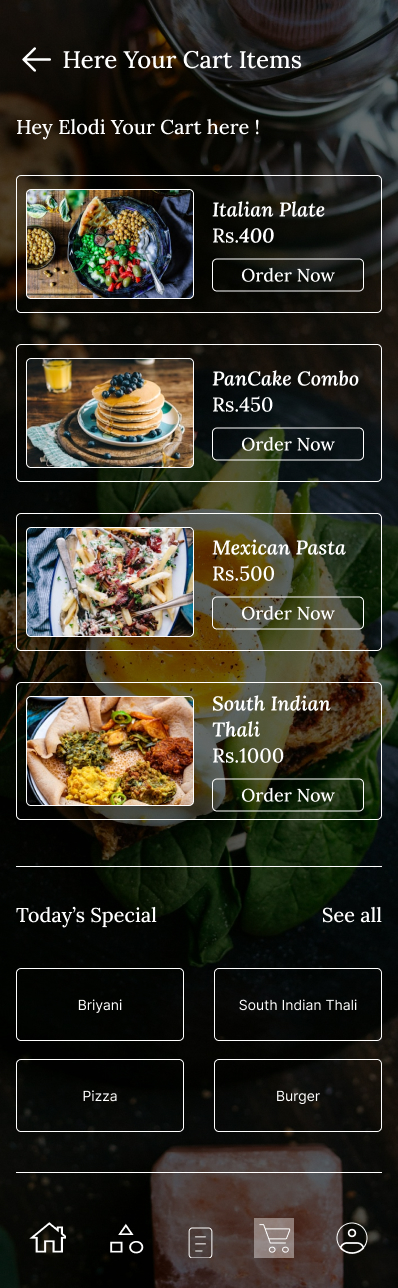 Here Your Cart Items
Hey Elodi Your Cart here !
Italian Plate
Rs.400
Order Now
PanCake Combo
Rs.450
Order Now
Mexican Pasta
Rs.500
Order Now
South Indian
Thali
Rs.1000
Order Now
Today's Special
See all
Briyani
South Indian Thali
Pizza
Burger